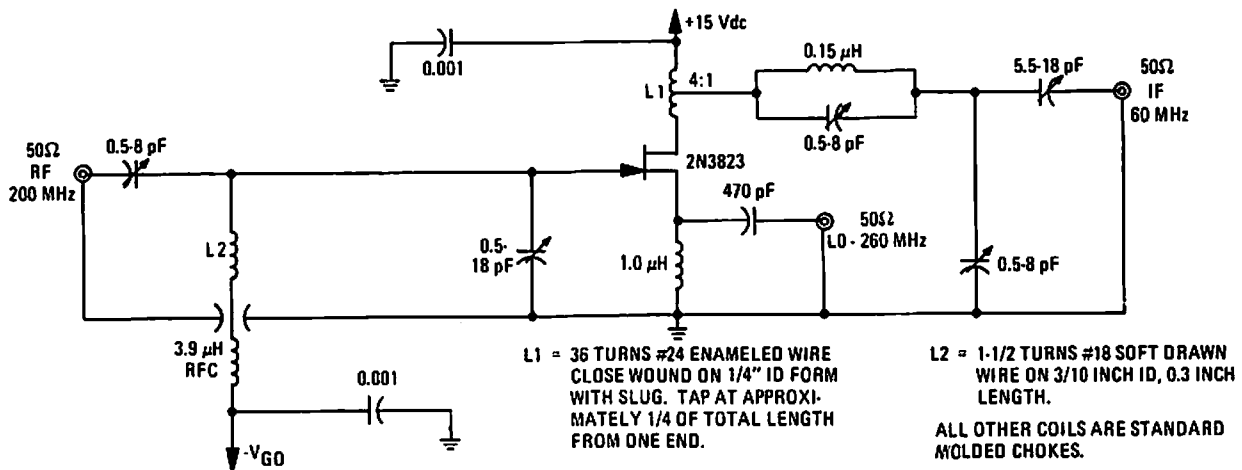 +15 Vdc
0.001
0.15 μH
4:1
L1
5.5-18 pF
50Ω
IF
60 MHz
0.5-8 pF
50Ω
RF
200 MHz
0.5-8 pF
2N3823
470 pF
50Ω
L0 - 260 MHz
L2
0.5-
18 pF
1.0 μH
0.5-8 pF
3.9 μH
RFC
0.001
-VGO
L1 = 36 TURNS #24 ENAMELED WIRE
CLOSE WOUND ON 1/4" ID FORM
WITH SLUG. TAP AT APPROXI-
MATELY 1/4 OF TOTAL LENGTH
FROM ONE END.
L2 = 1-1/2 TURNS #18 SOFT DRAWN
WIRE ON 3/10 INCH ID, 0.3 INCH
LENGTH.
ALL OTHER COILS ARE STANDARD
MOLDED CHOKES.